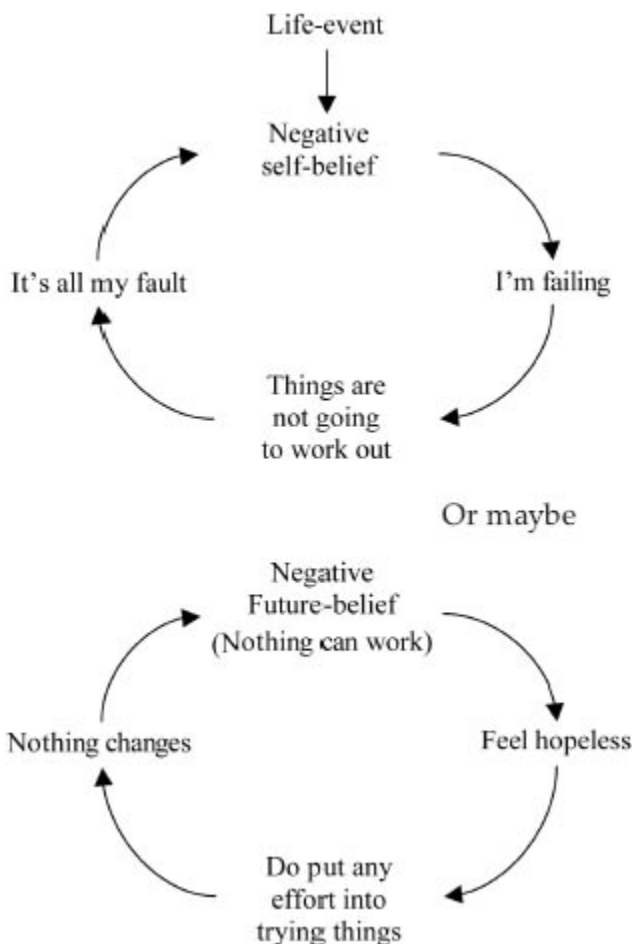 Life-event
Negative
self-belief
It's all my fault
I'm failing
Things are
not going
to work out
Or maybe
Negative
Future-belief
(Nothing can work)
Nothing changes
Feel hopeless
Do put any
effort into
trying things